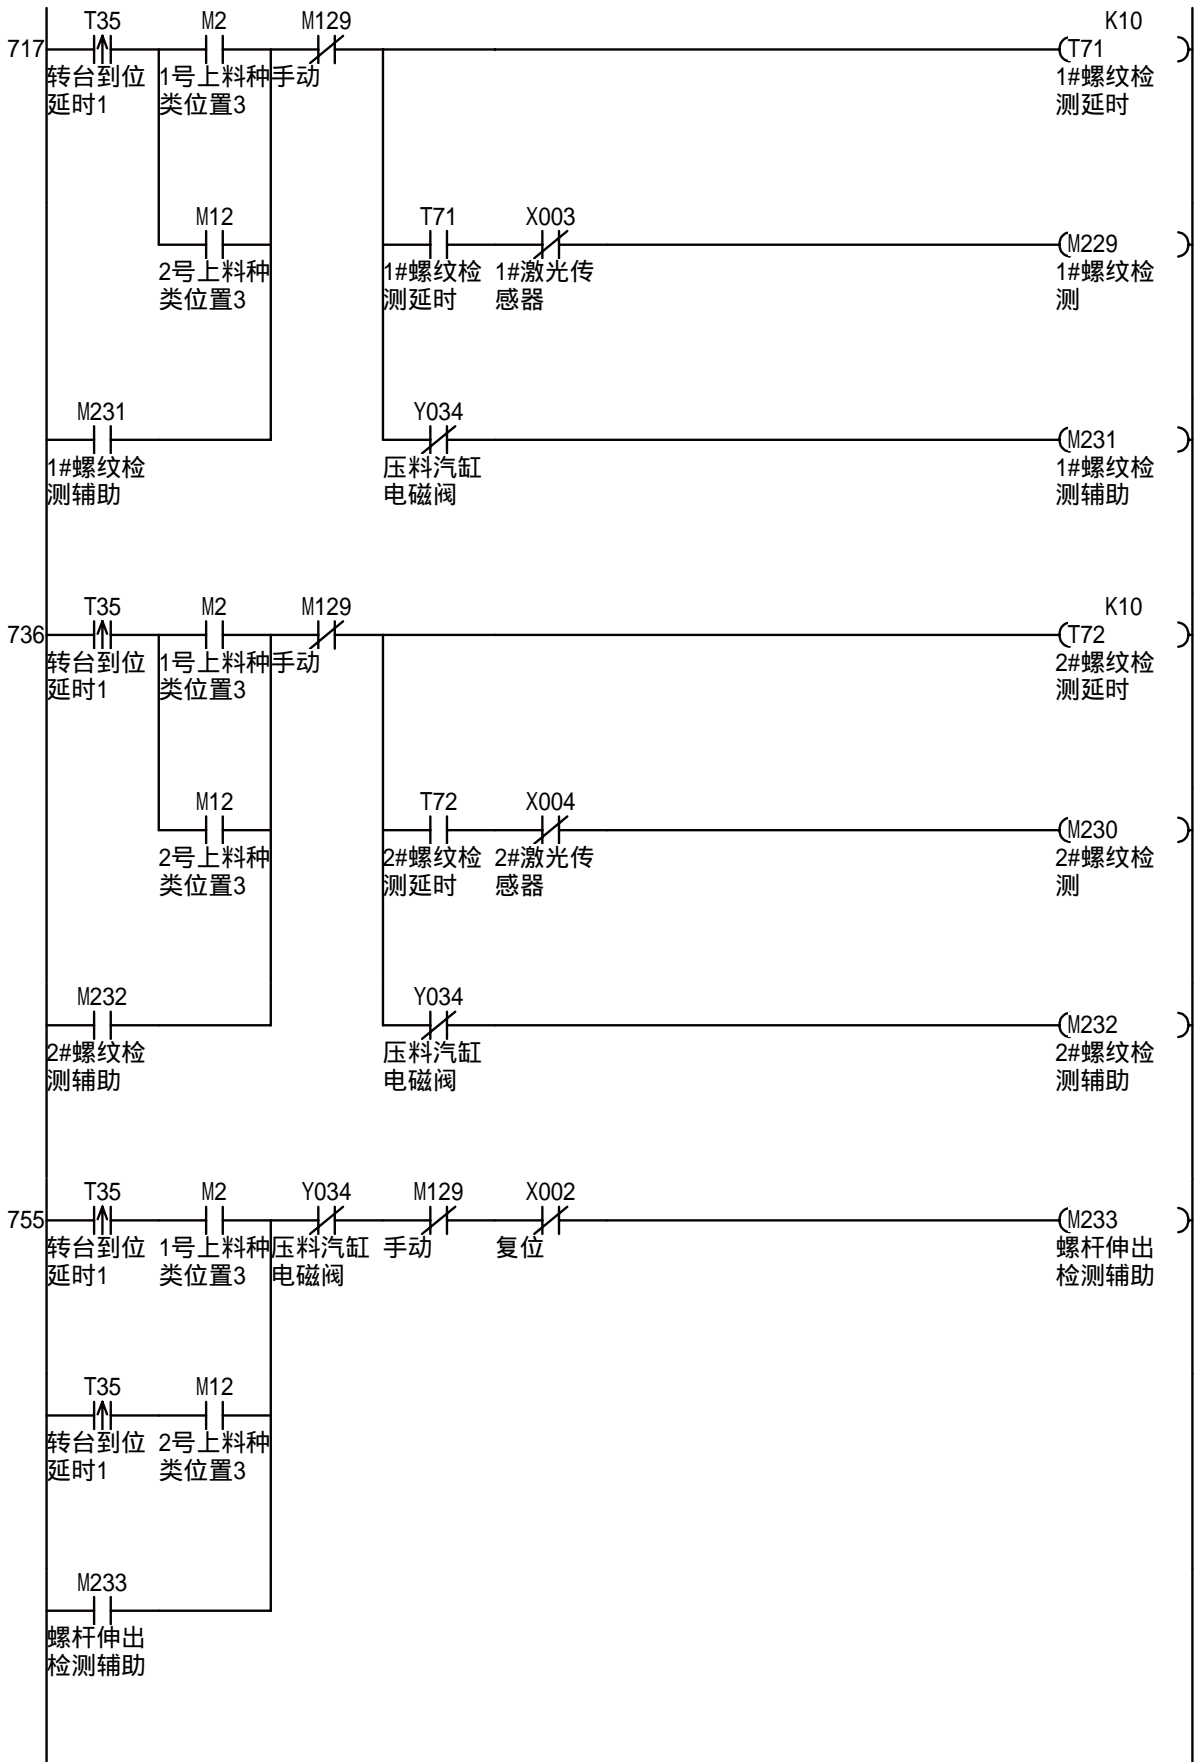 T35 M2 M129 K10
717 (T71 )
转台到位 1号上料种 手动 1#螺纹检
延时1 类位置3 测延时
M12 T71 X003
(M229 )
2号上料种 1#螺纹检 1#激光传 1#螺纹检
类位置3 测延时 感器 测
M231 Y034
(M231 )
1#螺纹检 压料汽缸 1#螺纹检
测辅助 电磁阀 测辅助
T35 M2 M129 K10
736 (T72 )
转台到位 1号上料种 手动 2#螺纹检
延时1 类位置3 测延时
M12 T72 X004
(M230 )
2号上料种 2#螺纹检 2#激光传 2#螺纹检
类位置3 测延时 感器 测
M232 Y034
(M232 )
2#螺纹检 压料汽缸 2#螺纹检
测辅助 电磁阀 测辅助
T35 M2 Y034 M129 X002
755 (M233 )
转台到位 1号上料种 压料汽缸 手动 复位 螺杆伸出
延时1 类位置3 电磁阀 检测辅助
T35 M12
转台到位 2号上料种
延时1 类位置3
M233
螺杆伸出
检测辅助